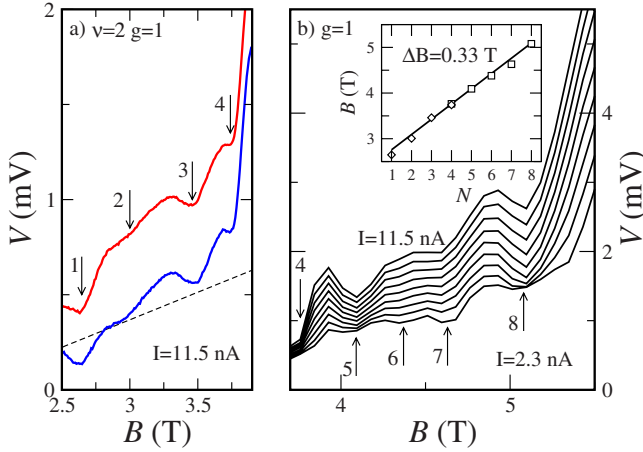 a) ν=2 g=1
1
2
3
4
I=11.5 nA
V (mV)
0
1
2
2.5
3
3.5
B (T)
b) g=1
ΔB=0.33 T
B (T)
3
4
5
1 2 3 4 5 6 7 8
N
I=11.5 nA
4
5
6
7
8
I=2.3 nA
4
5
B (T)
0
2
4
V (mV)